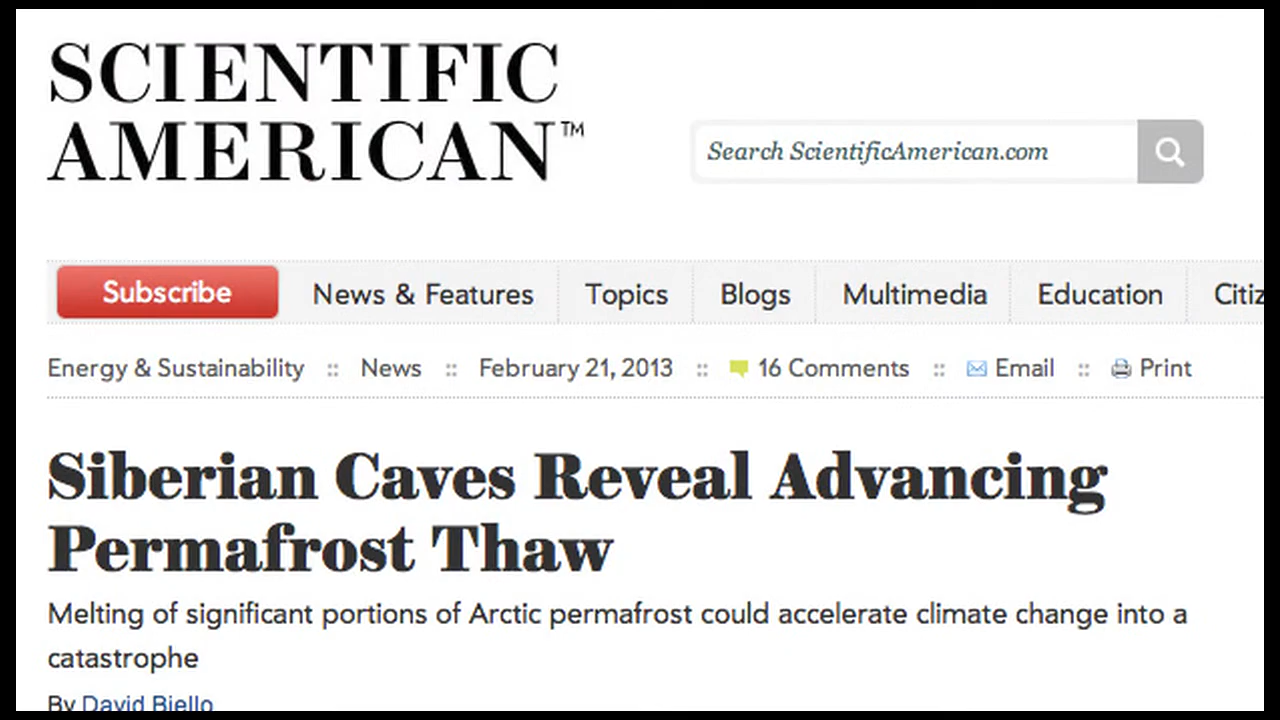 SCIENTIFIC
AMERICAN™
Search ScientificAmerican.com
Subscribe News & Features Topics Blogs Multimedia Education Citiz
Energy & Sustainability :: News :: February 21, 2013 :: 16 Comments :: Email :: Print
Siberian Caves Reveal Advancing
Permafrost Thaw
Melting of significant portions of Arctic permafrost could accelerate climate change into a
catastrophe
By David Biello